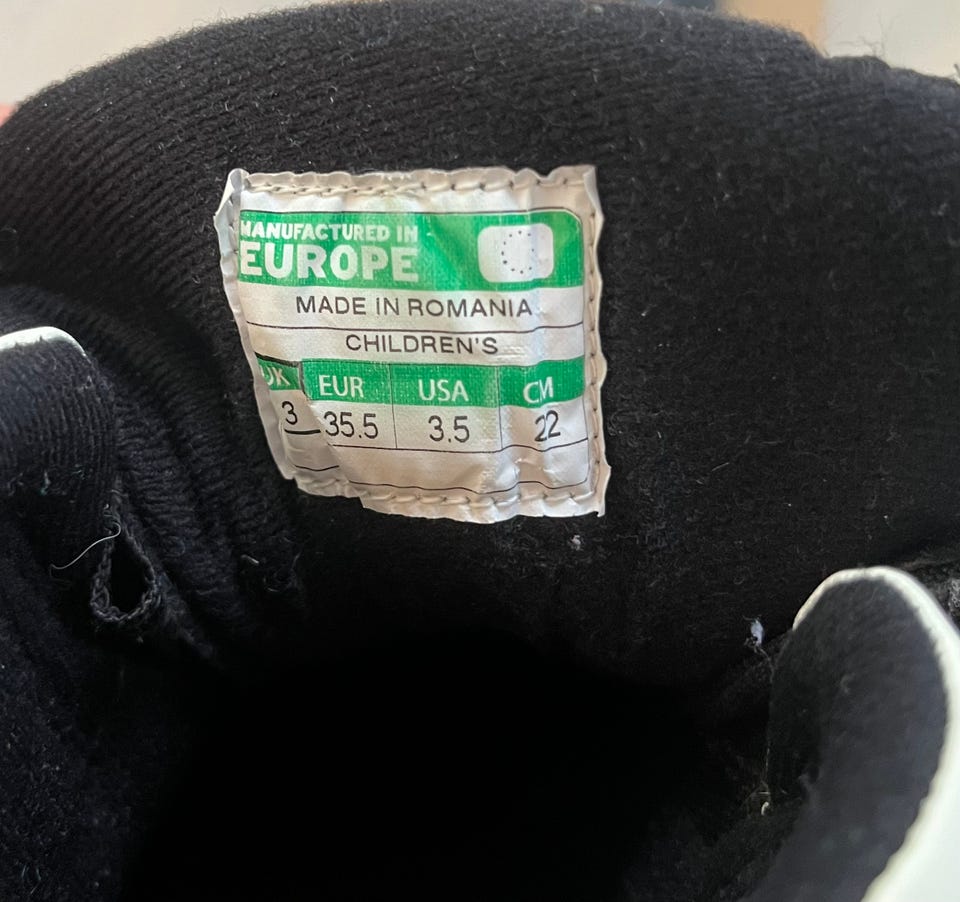 MANUFACTURED IN
EUROPE
MADE IN ROMANIA
CHILDREN'S
UK EUR USA CM
3 35.5 3.5 22